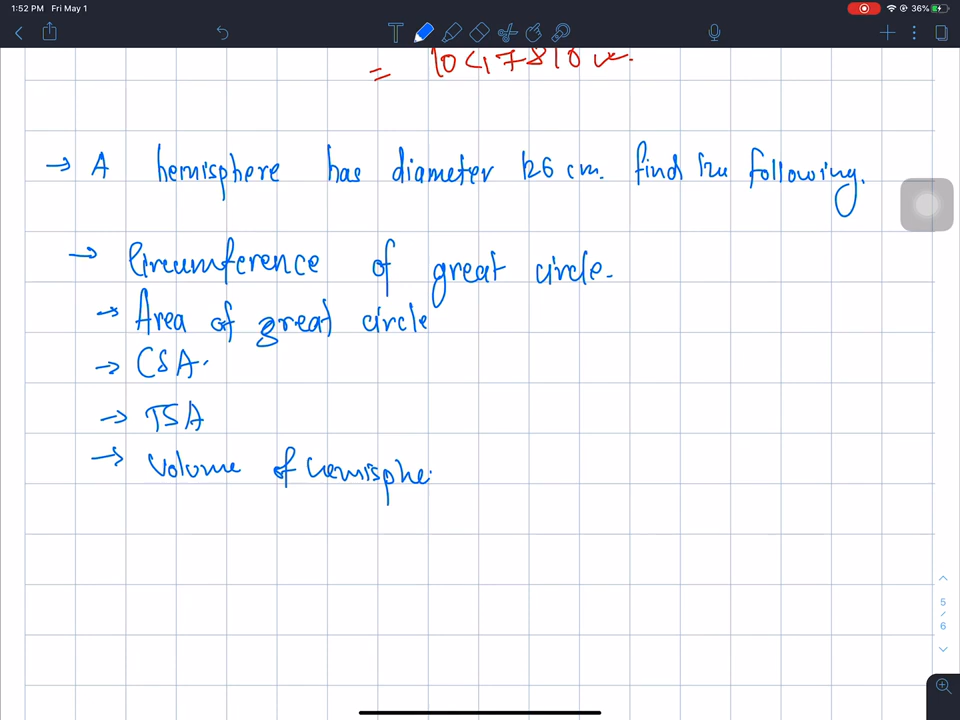 1:52 PM Fri May 1
36%
=
→ A hemisphere has diameter 126 cm. find the following.
→ Circumference of great circle.
→ Area of great circle
→ CSA.
→ TSA
→ Volume of hemisphe
5
/
6